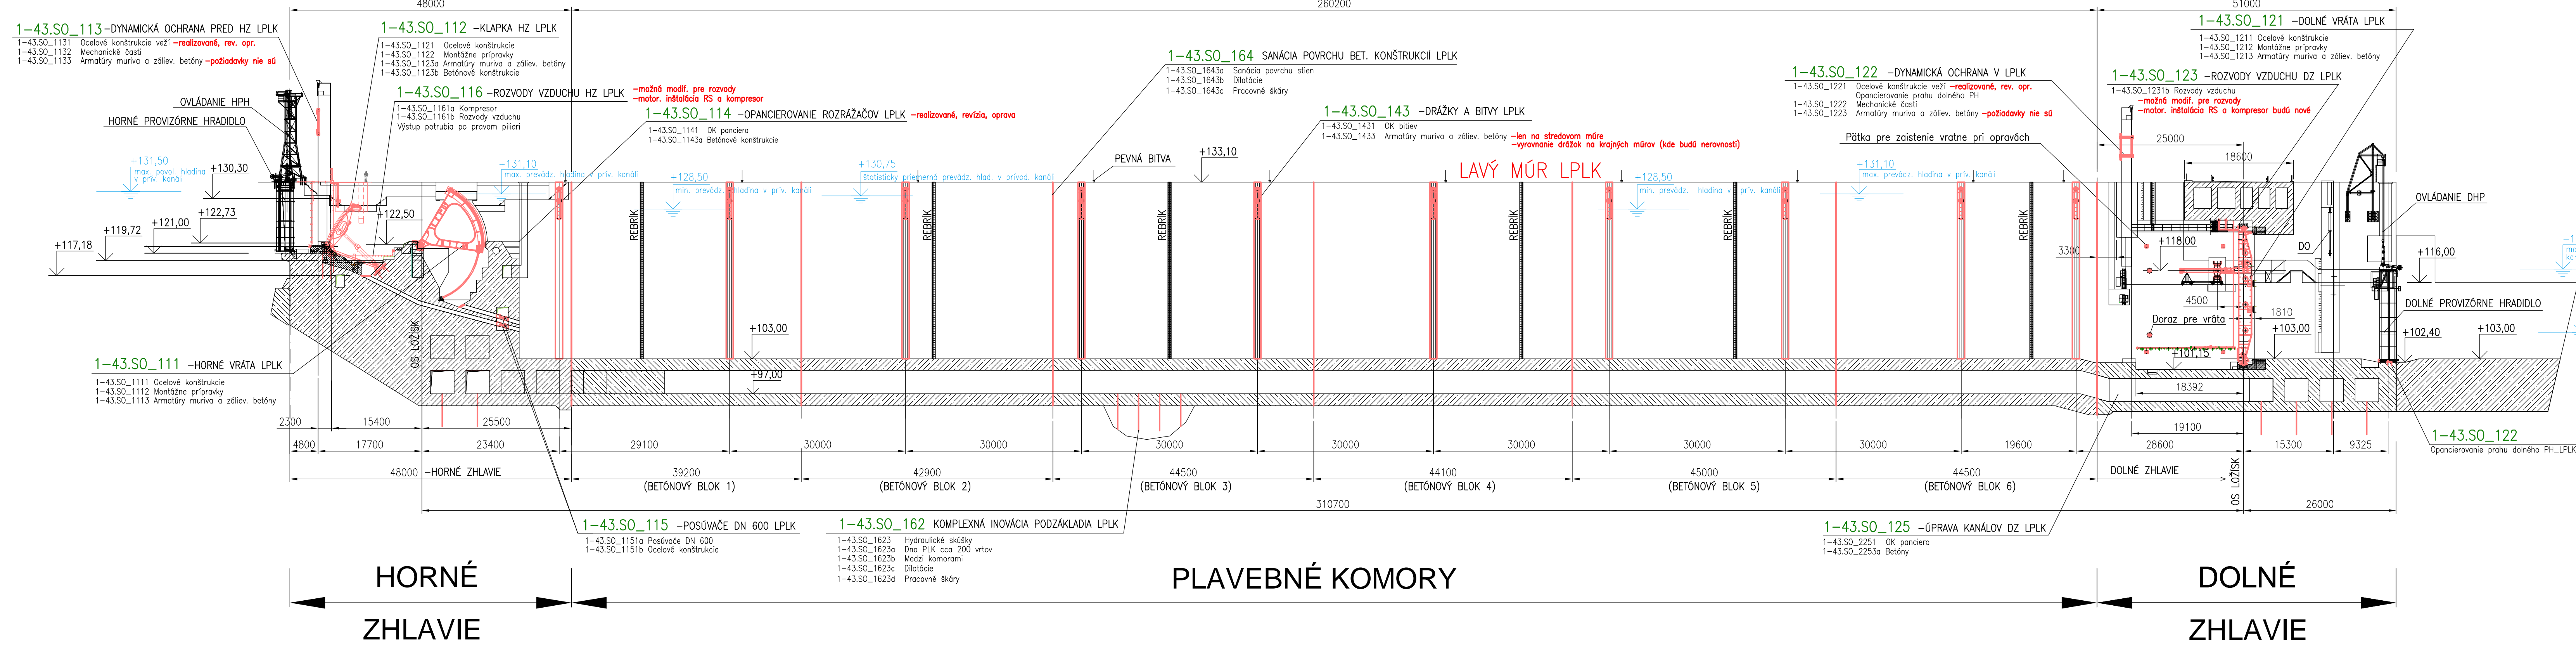 48000
260200
51000
1-43.SO_113 -DYNAMICKÁ OCHRANA PRED HZ LPLK
1-43.SO_1131 Ocelové konštrukcie veží -realizované, rev. opr.
1-43.SO_1132 Mechanické časti
1-43.SO_1133 Armatúry muriva a záliev. betóny -požiadavky nie sú
1-43.SO_112 -KLAPKA HZ LPLK
1-43.SO_1121 Ocelové konštrukcie
1-43.SO_1122 Montážne prípravky
1-43.SO_1123a Armatúry muriva a záliev. betóny
1-43.SO_1123b Betónové konštrukcie
1-43.SO_116 -ROZVODY VZDUCHU HZ LPLK
-možná modif. pre rozvody
-motor. inštalácia RS a kompresor
1-43.SO_1161a Kompresor
1-43.SO_1161b Rozvody vzduchu
Výstup potrubia po pravom pilieri
1-43.SO_114 -OPANCIEROVANIE ROZRÁŽAČOV LPLK -realizované, revízia, oprava
1-43.SO_1141 OK panciera
1-43.SO_1143a Betónové konštrukcie
1-43.SO_164 SANÁCIA POVRCHU BET. KONŠTRUKCIÍ LPLK
1-43.SO_1643a Sanácia povrchu stien
1-43.SO_1643b Dilatácie
1-43.SO_1643c Pracovné škáry
1-43.SO_143 -DRÁŽKY A BITVY LPLK
1-43.SO_1431 OK bitiev
1-43.SO_1433 Armatúry muriva a záliev. betóny -len na stredovom múre
-vyrovnanie drážok na krajných múrov (kde budú nerovnosti)
1-43.SO_122 -DYNAMICKÁ OCHRANA V LPLK
1-43.SO_1221 Ocelové konštrukcie veží -realizované, rev. opr.
Opancierovanie prahu dolného PH
1-43.SO_1222 Mechanické časti
1-43.SO_1223 Armatúry muriva a záliev. betóny -požiadavky nie sú
1-43.SO_121 -DOLNÉ VRÁTA LPLK
1-43.SO_1211 Ocelové konštrukcie
1-43.SO_1212 Montážne prípravky
1-43.SO_1213 Armatúry muriva a záliev. betóny
1-43.SO_123 -ROZVODY VZDUCHU DZ LPLK
1-43.SO_1231b Rozvody vzduchu
-možná modif. pre rozvody
-motor. inštalácia RS a kompresor budú nové
OVLÁDANIE HPH
HORNÉ PROVIZÓRNE HRADIDLO
Pätka pre zaistenie vratne pri opravách
25000
18600
PEVNÁ BITVA
+133,10
LAVÝ MÚR LPLK
+131,50
max. povol. hladina
v prív. kanáli
+130,30
+131,10
max. prevádz. hladina v prív. kanáli
+128,50
min. prevádz. hladina v prív. kanáli
+130,75
štatisticky priemerná prevádz. hlad. v prívod. kanáli
+128,50
min. prevádz. hladina v prív. kanáli
+131,10
max. prevádz. hladina v prív. kanáli
OVLÁDANIE DHP
+122,73
+122,50
+121,00
+119,72
+117,18
REBRÍK
REBRÍK
REBRÍK
REBRÍK
REBRÍK
REBRÍK
3300
+118,00
DO
+116,00
4500
1810
DOLNÉ PROVIZÓRNE HRADIDLO
Doraz pre vráta
+103,00
+103,00
+102,40
+103,00
+101,15
OS LOŽÍSK
+97,00
18392
1-43.SO_111 -HORNÉ VRÁTA LPLK
1-43.SO_1111 Ocelové konštrukcie
1-43.SO_1112 Montážne prípravky
1-43.SO_1113 Armatúry muriva a záliev. betóny
2300
15400
25500
19100
4800
17700
23400
29100
30000
30000
30000
30000
30000
30000
30000
19600
28600
15300
9325
1-43.SO_122
Opancierovanie prahu dolného PH_LPLK
48000 -HORNÉ ZHLAVIE
39200
42900
44500
44100
45000
44500
DOLNÉ ZHLAVIE
(BETÓNOVÝ BLOK 1)
(BETÓNOVÝ BLOK 2)
(BETÓNOVÝ BLOK 3)
(BETÓNOVÝ BLOK 4)
(BETÓNOVÝ BLOK 5)
(BETÓNOVÝ BLOK 6)
OS LOŽÍSK
310700
26000
1-43.SO_115 -POSÚVAČE DN 600 LPLK
1-43.SO_1151a Posúvače DN 600
1-43.SO_1151b Ocelové konštrukcie
1-43.SO_162 KOMPLEXNÁ INOVÁCIA PODZÁKLADIA LPLK
1-43.SO_1623 Hydraulické skúšky
1-43.SO_1623a Dno PLK cca 200 vrtov
1-43.SO_1623b Medzi komorami
1-43.SO_1623c Dilatácie
1-43.SO_1623d Pracovné škáry
1-43.SO_125 -ÚPRAVA KANÁLOV DZ LPLK
1-43.SO_2251 OK panciera
1-43.SO_2253a Betóny
HORNÉ
ZHLAVIE
PLAVEBNÉ KOMORY
DOLNÉ
ZHLAVIE